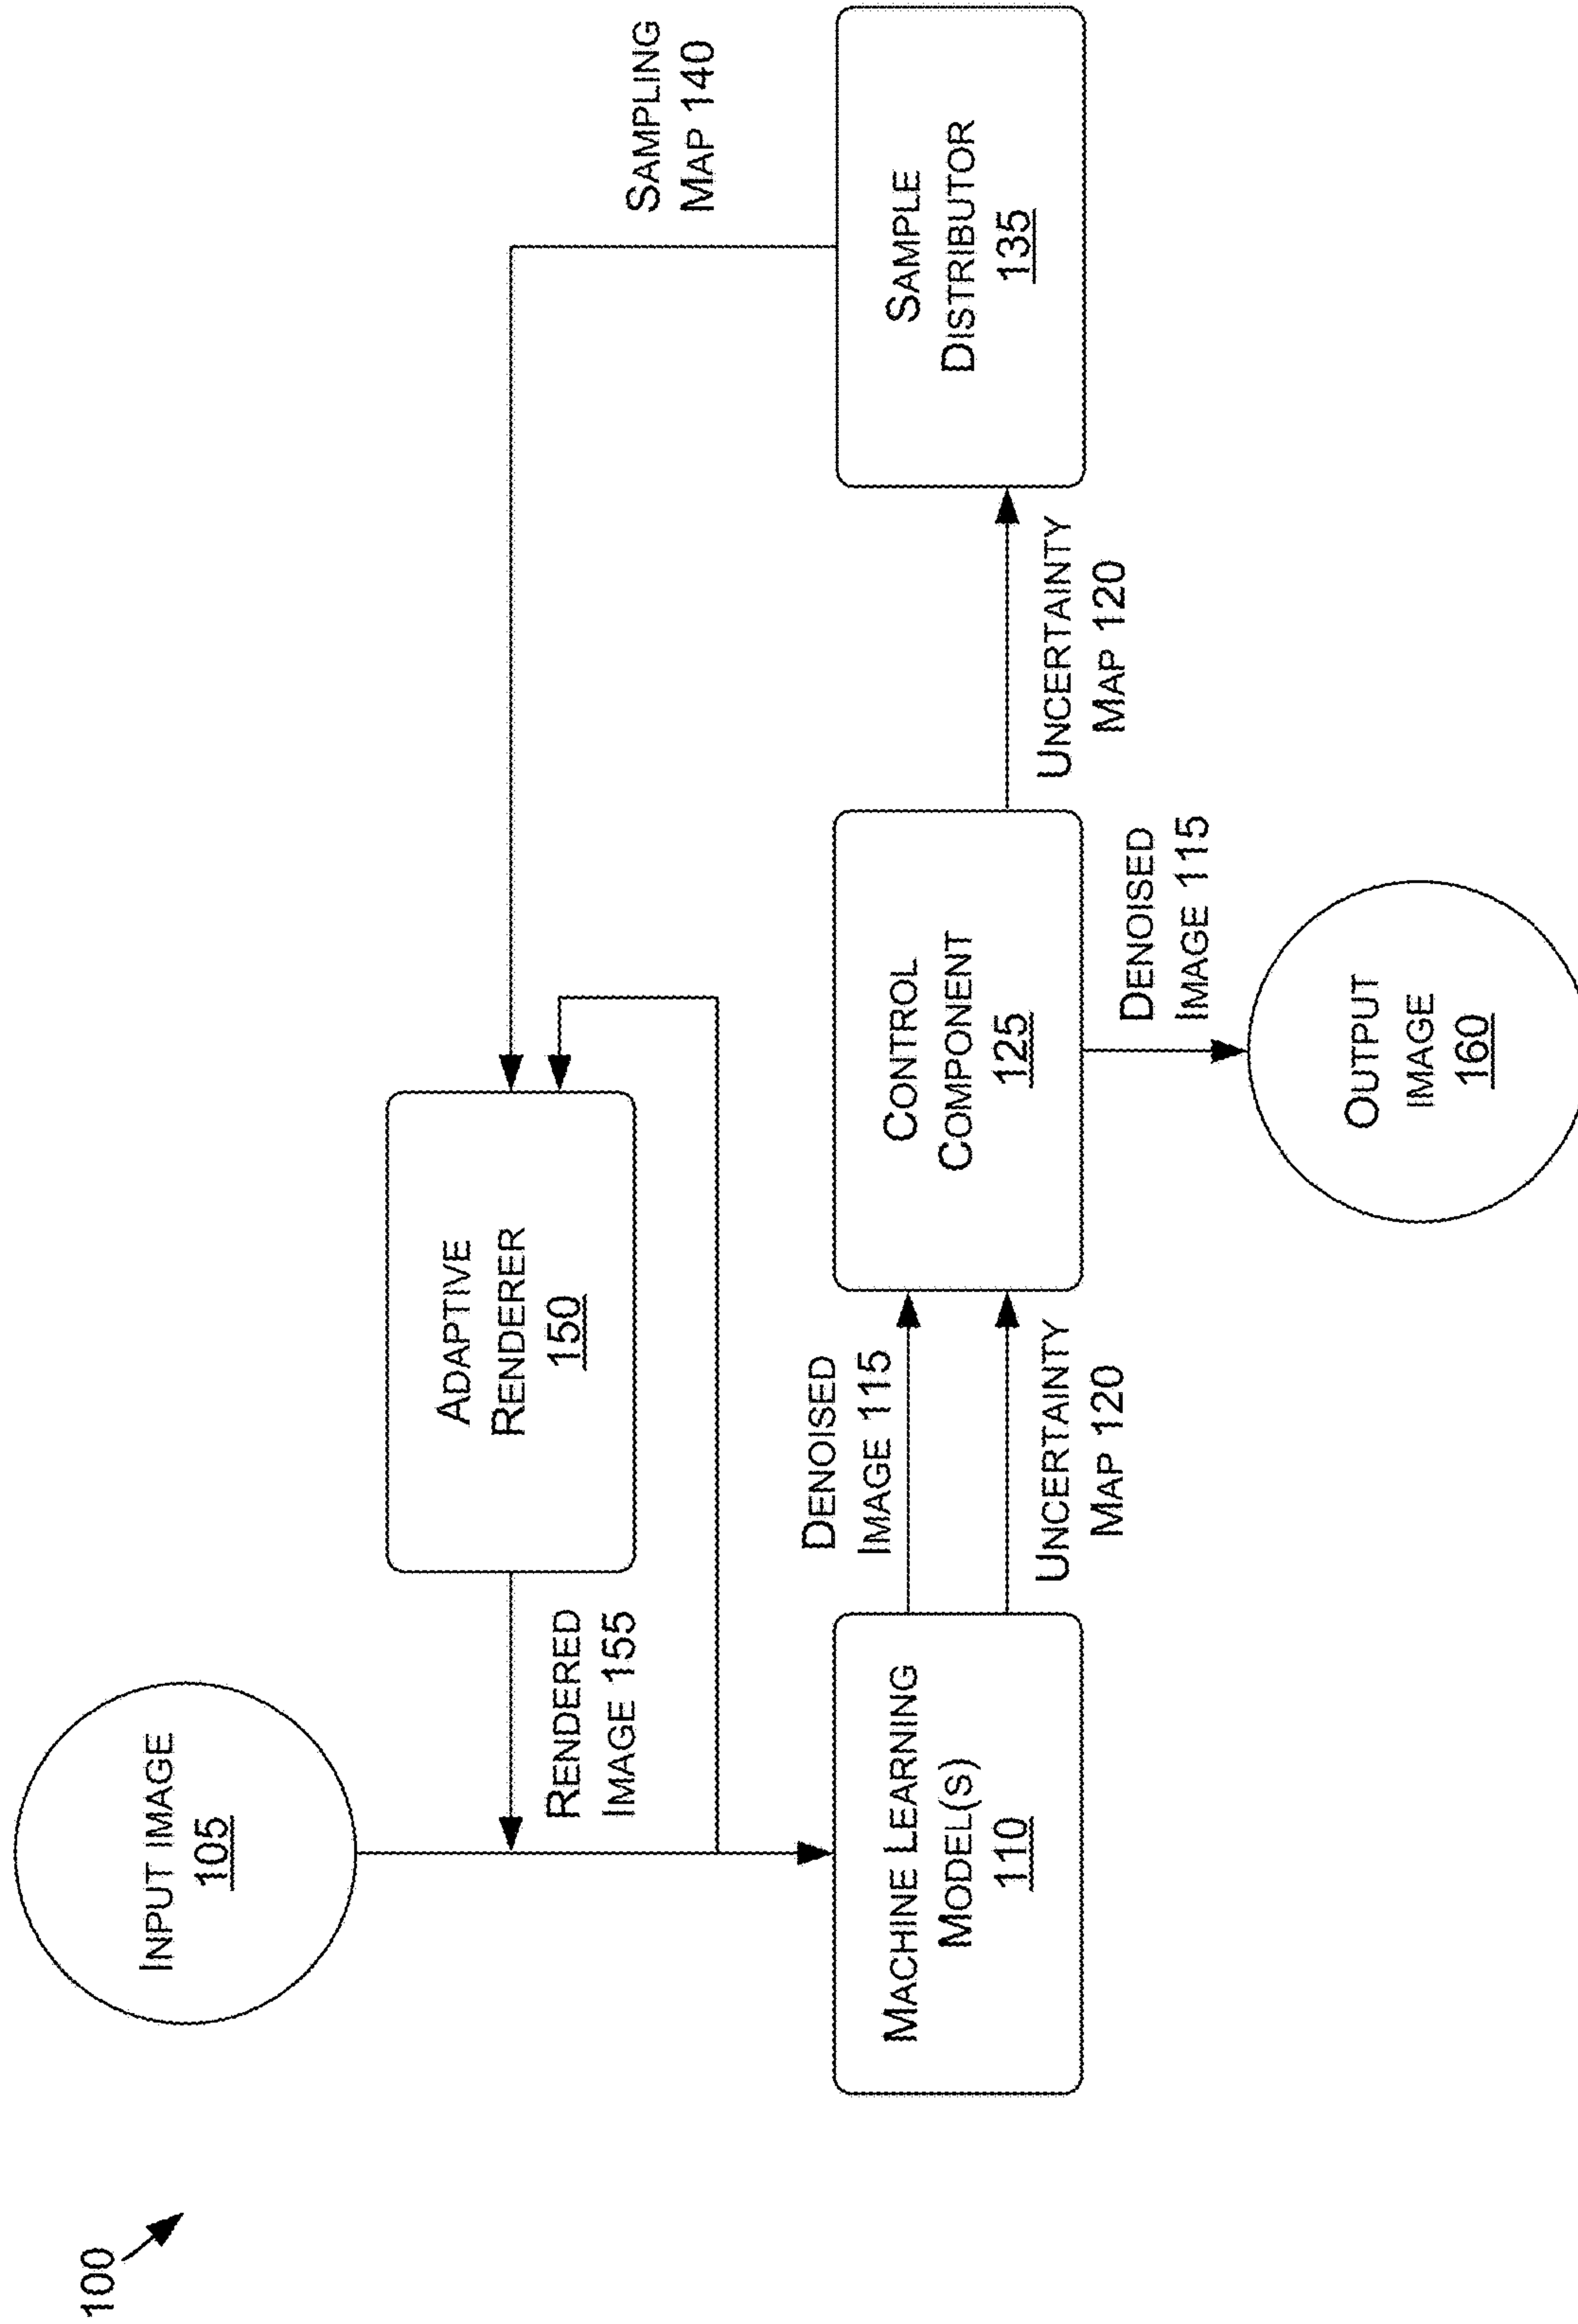 100
INPUT IMAGE
105
RENDERED
IMAGE 155
ADAPTIVE
RENDERER
150
SAMPLING
MAP 140
MACHINE LEARNING
MODEL(S)
110
DENOISED
IMAGE 115
UNCERTAINTY
MAP 120
CONTROL
COMPONENT
125
UNCERTAINTY
MAP 120
SAMPLE
DISTRIBUTOR
135
DENOISED
IMAGE 115
OUTPUT
IMAGE
160